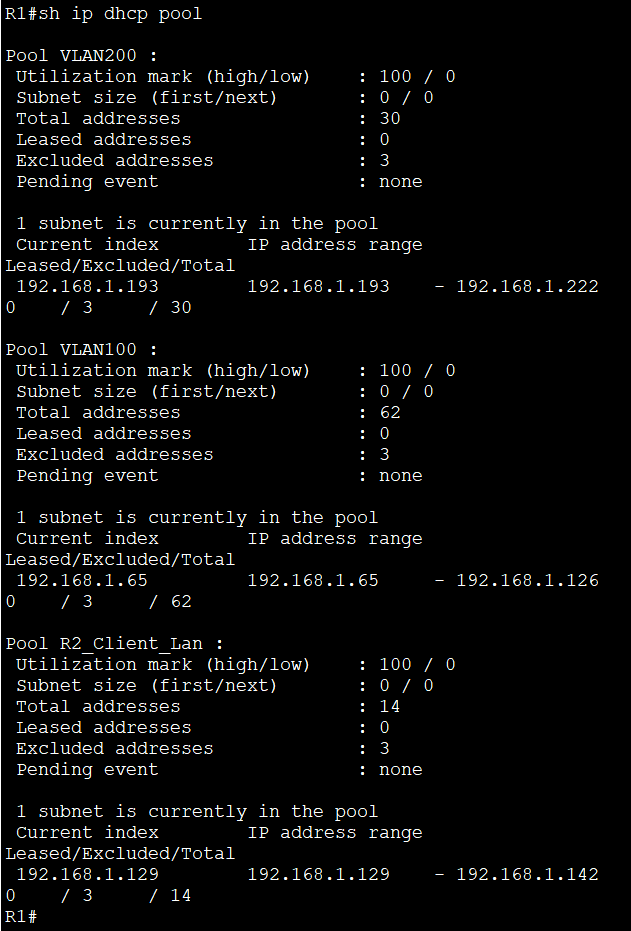 R1#sh ip dhcp pool
Pool VLAN200 :
 Utilization mark (high/low)    : 100 / 0
 Subnet size (first/next)       : 0 / 0
 Total addresses                : 30
 Leased addresses               : 0
 Excluded addresses             : 3
 Pending event                  : none
 1 subnet is currently in the pool
 Current index        IP address range
Leased/Excluded/Total
 192.168.1.193        192.168.1.193    - 192.168.1.222
0    / 3     / 30
Pool VLAN100 :
 Utilization mark (high/low)    : 100 / 0
 Subnet size (first/next)       : 0 / 0
 Total addresses                : 62
 Leased addresses               : 0
 Excluded addresses             : 3
 Pending event                  : none
 1 subnet is currently in the pool
 Current index        IP address range
Leased/Excluded/Total
 192.168.1.65         192.168.1.65     - 192.168.1.126
0    / 3     / 62
Pool R2_Client_Lan :
 Utilization mark (high/low)    : 100 / 0
 Subnet size (first/next)       : 0 / 0
 Total addresses                : 14
 Leased addresses               : 0
 Excluded addresses             : 3
 Pending event                  : none
 1 subnet is currently in the pool
 Current index        IP address range
Leased/Excluded/Total
 192.168.1.129        192.168.1.129    - 192.168.1.142
0    / 3     / 14
R1#